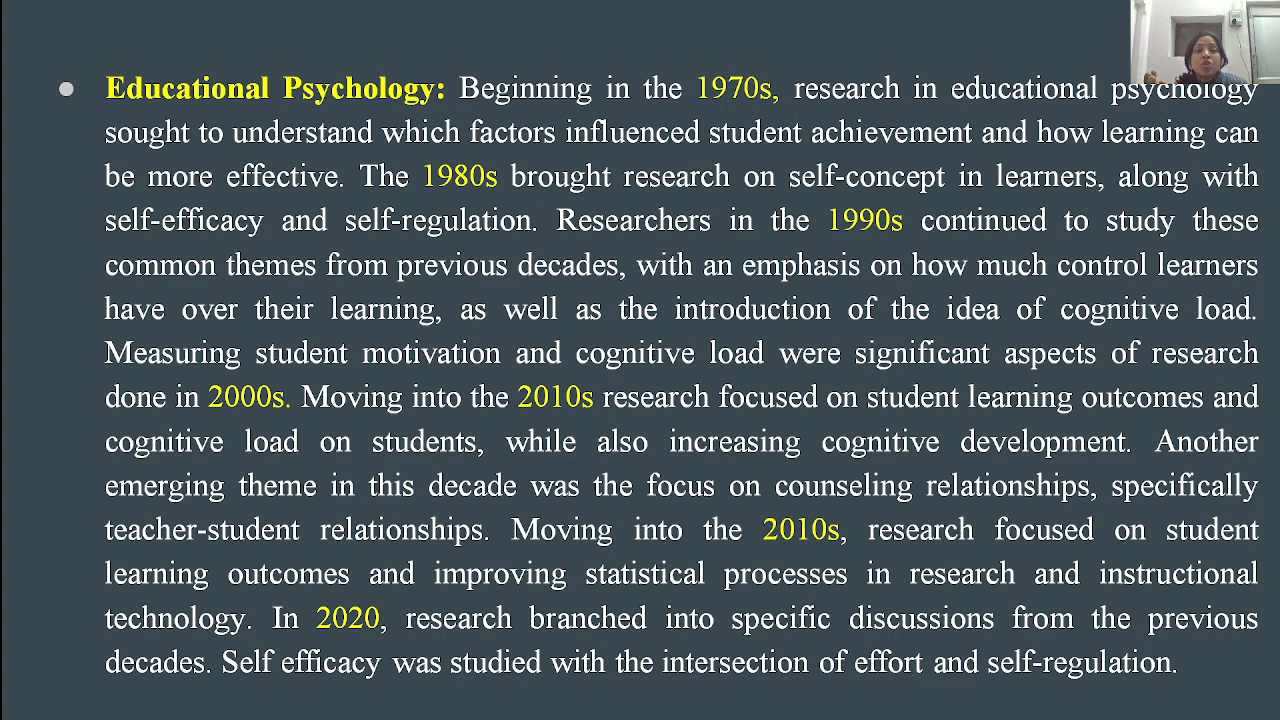 ● Educational Psychology: Beginning in the 1970s, research in educational psychology
sought to understand which factors influenced student achievement and how learning can
be more effective. The 1980s brought research on self-concept in learners, along with
self-efficacy and self-regulation. Researchers in the 1990s continued to study these
common themes from previous decades, with an emphasis on how much control learners
have over their learning, as well as the introduction of the idea of cognitive load.
Measuring student motivation and cognitive load were significant aspects of research
done in 2000s. Moving into the 2010s research focused on student learning outcomes and
cognitive load on students, while also increasing cognitive development. Another
emerging theme in this decade was the focus on counseling relationships, specifically
teacher-student relationships. Moving into the 2010s, research focused on student
learning outcomes and improving statistical processes in research and instructional
technology. In 2020, research branched into specific discussions from the previous
decades. Self efficacy was studied with the intersection of effort and self-regulation.